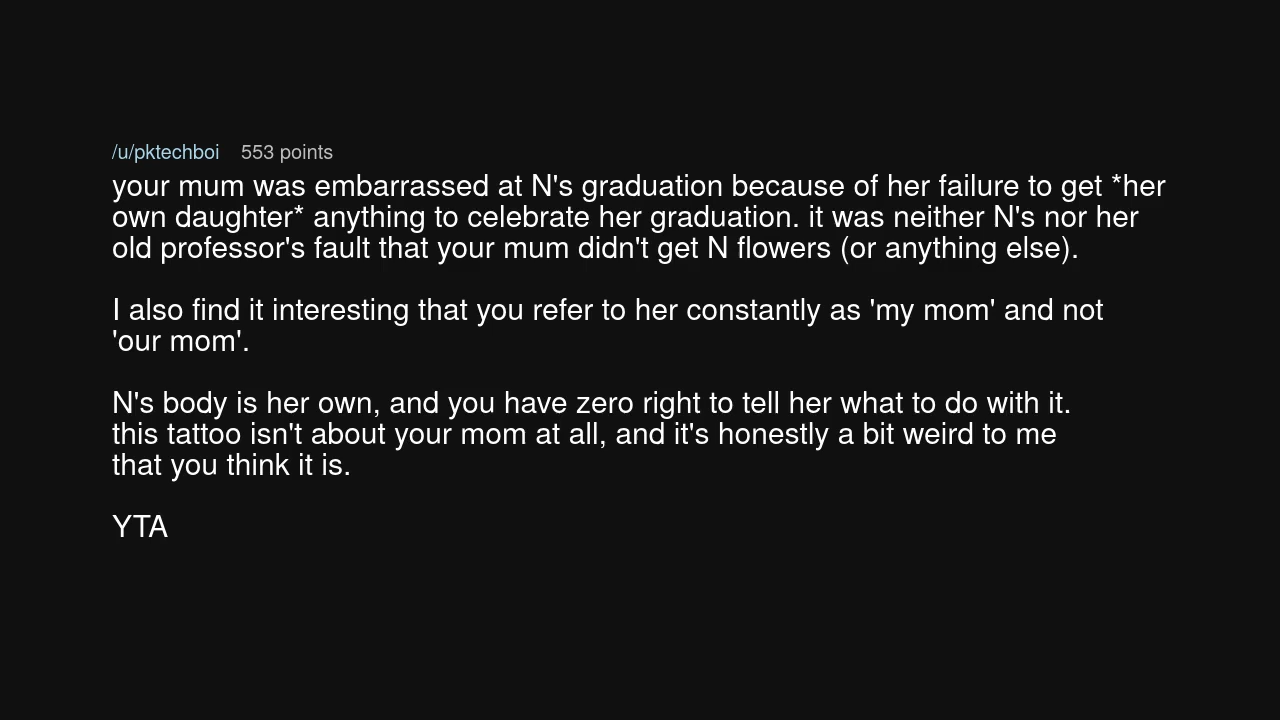 /u/pktechboi 553 points
your mum was embarrassed at N's graduation because of her failure to get *her
own daughter* anything to celebrate her graduation. it was neither N's nor her
old professor's fault that your mum didn't get N flowers (or anything else).
I also find it interesting that you refer to her constantly as 'my mom' and not
'our mom'.
N's body is her own, and you have zero right to tell her what to do with it.
this tattoo isn't about your mom at all, and it's honestly a bit weird to me
that you think it is.
YTA